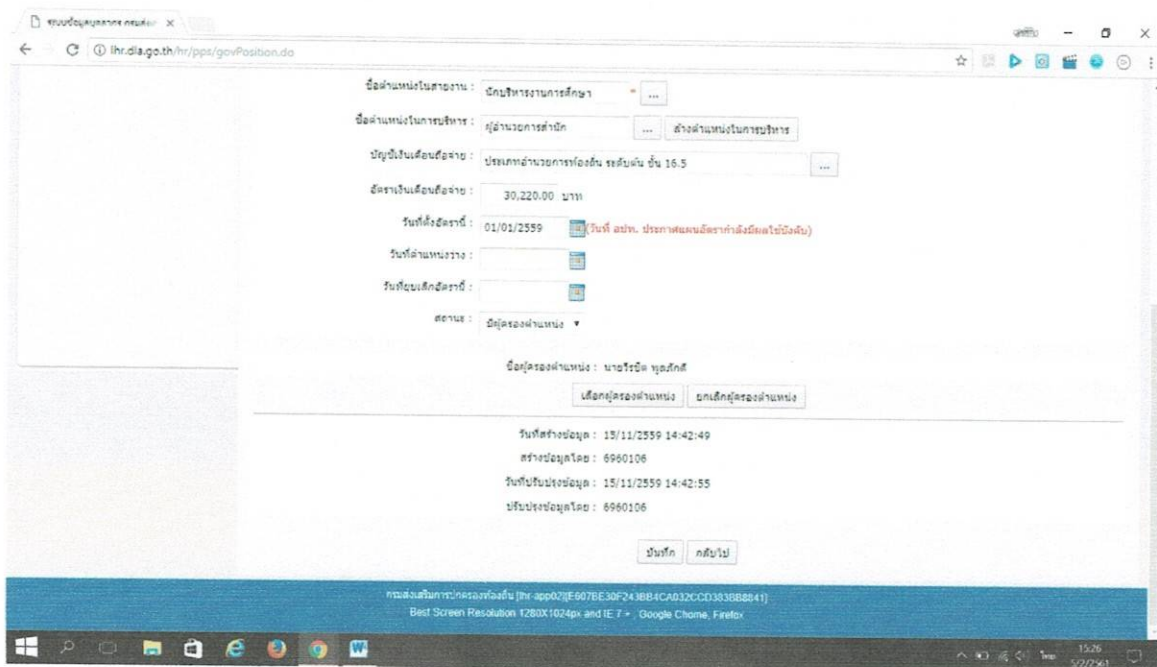 ระบบข้อมูลบุคลากร กรมส่งเ
lhr.dla.go.th/hr/pps/govPosition.do
ชื่อตำแหน่งในสายงาน : นักบริหารงานการศึกษา * ...
ชื่อตำแหน่งในการบริหาร : ผู้อำนวยการสำนัก ... ล้างตำแหน่งในการบริหาร
บัญชีเงินเดือนถือจ่าย : ประเภทอำนวยการท้องถิ่น ระดับต้น ขั้น 16.5 ...
อัตราเงินเดือนถือจ่าย : 30,220.00 บาท
วันที่ตั้งอัตรานี้ : 01/01/2559 (วันที่ อปท. ประกาศแผนอัตรากำลังมีผลใช้บังคับ)
วันที่ตำแหน่งว่าง :
วันที่ยุบเลิกอัตรานี้ :
สถานะ : มีผู้ครองตำแหน่ง
ชื่อผู้ครองตำแหน่ง : นายวีรชิต พูลภักดี
เลือกผู้ครองตำแหน่ง ยกเลิกผู้ครองตำแหน่ง
วันที่สร้างข้อมูล : 15/11/2559 14:42:49
สร้างข้อมูลโดย : 6960106
วันที่ปรับปรุงข้อมูล : 15/11/2559 14:42:55
ปรับปรุงข้อมูลโดย : 6960106
บันทึก กลับไป
กรมส่งเสริมการปกครองท้องถิ่น [lhr-app02][E607BE30F243BB4CA032CCD383BB8841]
Best Screen Resolution 1280X1024px and IE 7 + , Google Chome, Firefox
ไทย 15:26
5/2/2561